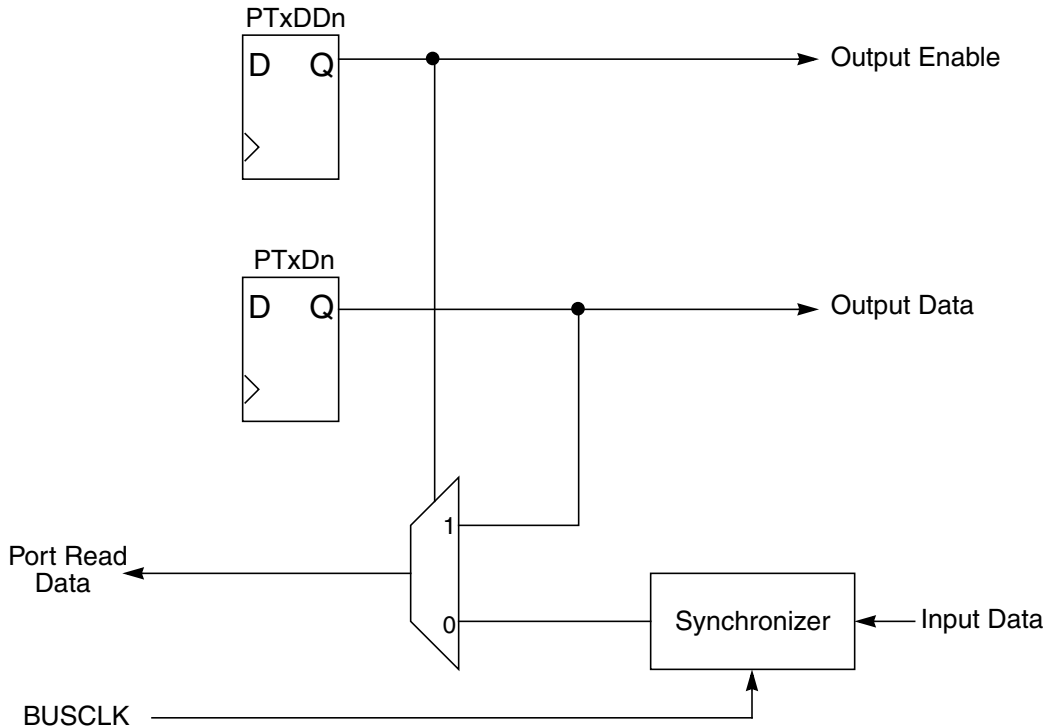 PTxDDn
D Q
Output Enable
PTxDn
D Q
Output Data
1
Port Read
Data
0
Synchronizer
Input Data
BUSCLK